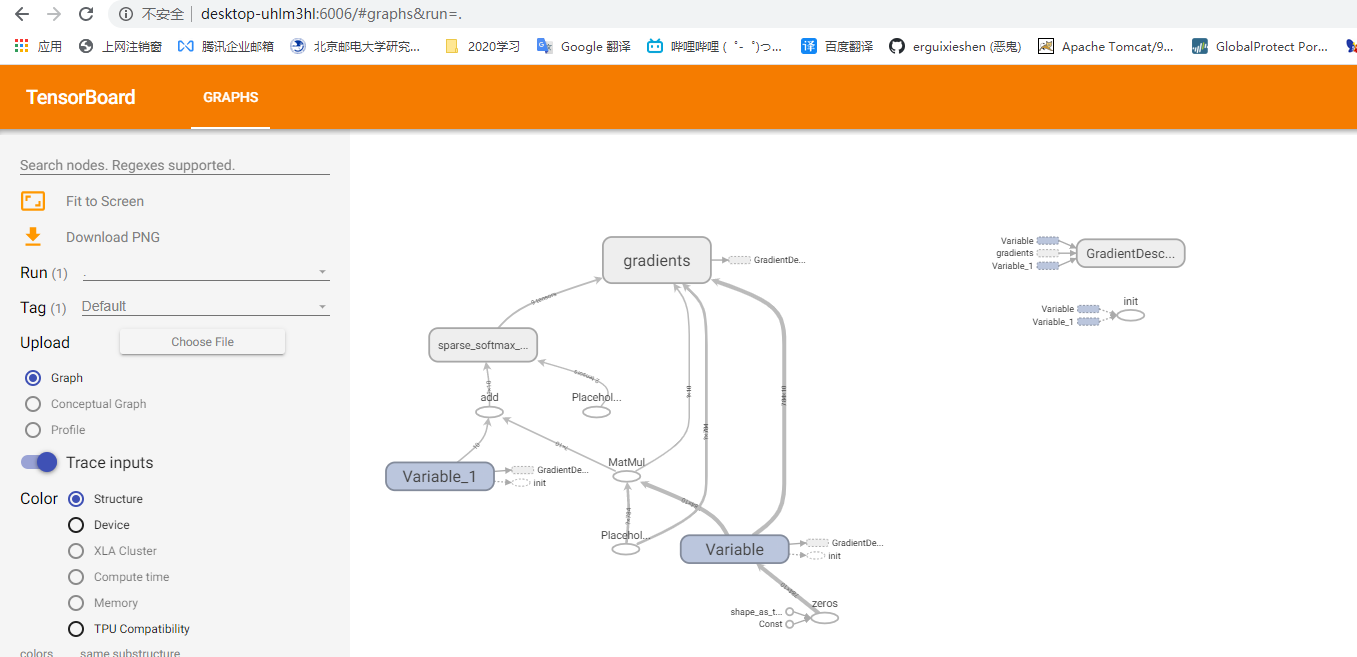 不安全 | desktop-uhlm3hl:6006/#graphs&run=.
应用 上网注销窗 腾讯企业邮箱 北京邮电大学研究... 2020学习 Google 翻译 哔哩哔哩 ( ゜- ゜)つ... 百度翻译 erguixieshen (恶鬼) Apache Tomcat/9... GlobalProtect Por...
TensorBoard GRAPHS
Search nodes. Regexes supported.
Fit to Screen
Download PNG
Run (1) .
Tag (1) Default
Upload Choose File
Graph
Conceptual Graph
Profile
Trace inputs
Color Structure
Device
XLA Cluster
Compute time
Memory
TPU Compatibility
colors same substructure
gradients
GradientDe...
sparse_softmax_...
add
Placehol...
Variable_1
GradientDe...
init
MatMul
Placehol...
Variable
GradientDe...
init
zeros
shape_as_t...
Const
Variable
gradients
Variable_1
GradientDesc...
init
Variable
Variable_1